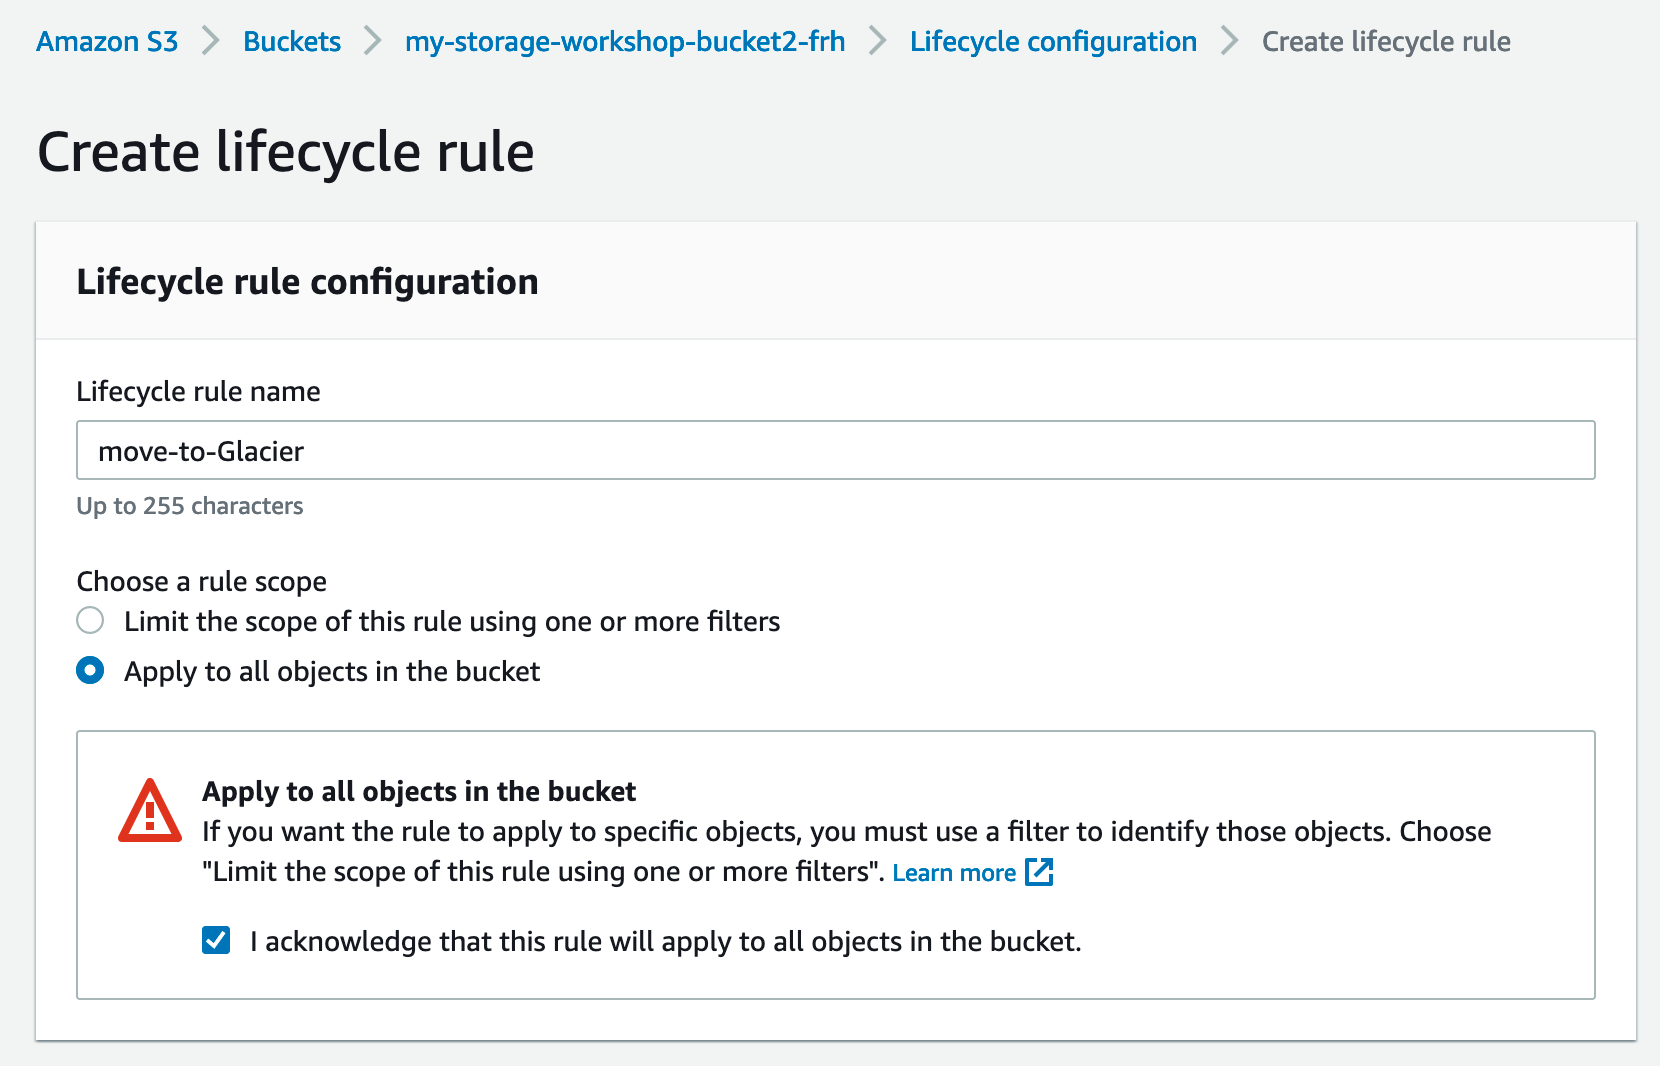 Amazon S3 Buckets my-storage-workshop-bucket2-frh Lifecycle configuration Create lifecycle rule
Create lifecycle rule
Lifecycle rule configuration
Lifecycle rule name
move-to-Glacier
Up to 255 characters
Choose a rule scope
Limit the scope of this rule using one or more filters
Apply to all objects in the bucket
Apply to all objects in the bucket
If you want the rule to apply to specific objects, you must use a filter to identify those objects. Choose
"Limit the scope of this rule using one or more filters". Learn more
I acknowledge that this rule will apply to all objects in the bucket.